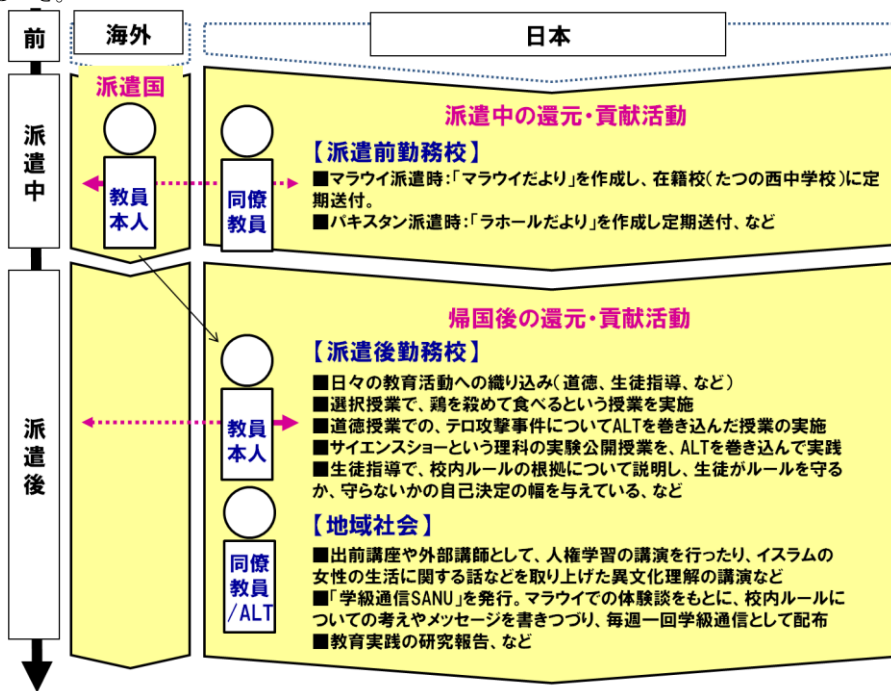 こと。
前
海外
日本
派遣中
派遣国
教員
本人
同僚
教員
派遣中の還元・貢献活動
【派遣前勤務校】
■マラウイ派遣時:「マラウイだより」を作成し、在籍校(たつの西中学校)に定
期送付。
■パキスタン派遣時:「ラホールだより」を作成し定期送付、など
派遣後
教員
本人
同僚
教員
/ALT
帰国後の還元・貢献活動
【派遣後勤務校】
■日々の教育活動への織り込み(道徳、生徒指導、など)
■選択授業で、鶏を殺めて食べるという授業を実施
■道徳授業での、テロ攻撃事件についてALTを巻き込んだ授業の実施
■サイエンスショーという理科の実験公開授業を、ALTを巻き込んで実践
■生徒指導で、校内ルールの根拠について説明し、生徒がルールを守る
か、守らないかの自己決定の幅を与えている、など
【地域社会】
■出前講座や外部講師として、人権学習の講演を行ったり、イスラムの
女性の生活に関する話などを取り上げた異文化理解の講演など
■「学級通信SANU」を発行。マラウイでの体験談をもとに、校内ルールに
ついての考えやメッセージを書きつづり、毎週一回学級通信として配布
■教育実践の研究報告、など